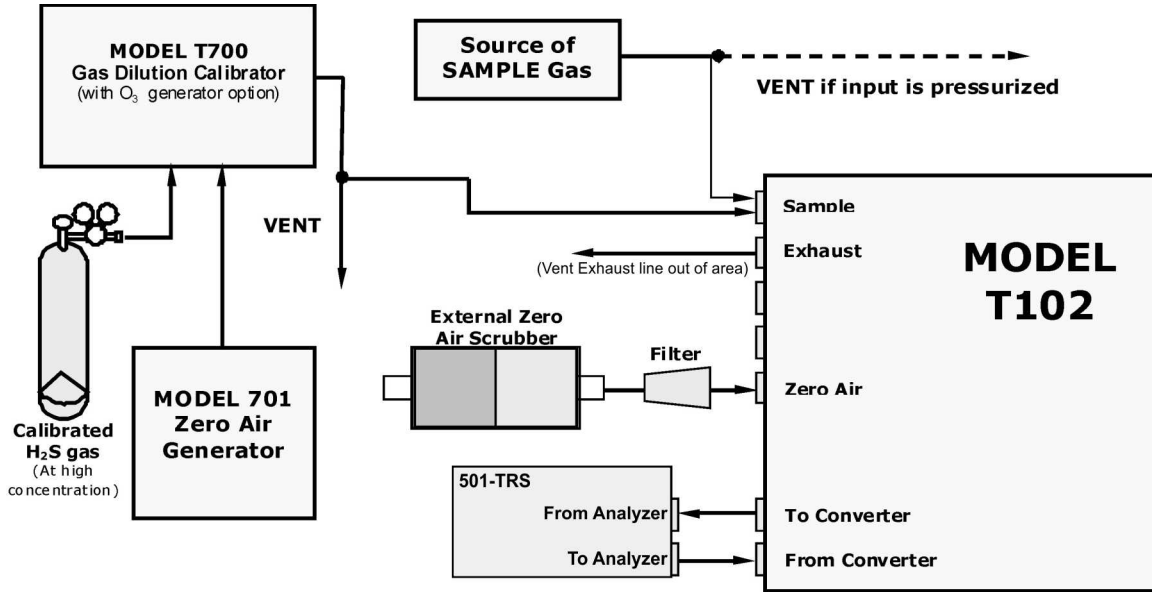 MODEL T700
Gas Dilution Calibrator
(with O₃ generator option)
Source of
SAMPLE Gas
VENT if input is pressurized
VENT
Sample
Exhaust
(Vent Exhaust line out of area)
MODEL
T102
External Zero
Air Scrubber
Filter
Zero Air
MODEL 701
Zero Air
Generator
Calibrated
H₂S gas
(At high
concentration)
501-TRS
From Analyzer
To Analyzer
To Converter
From Converter